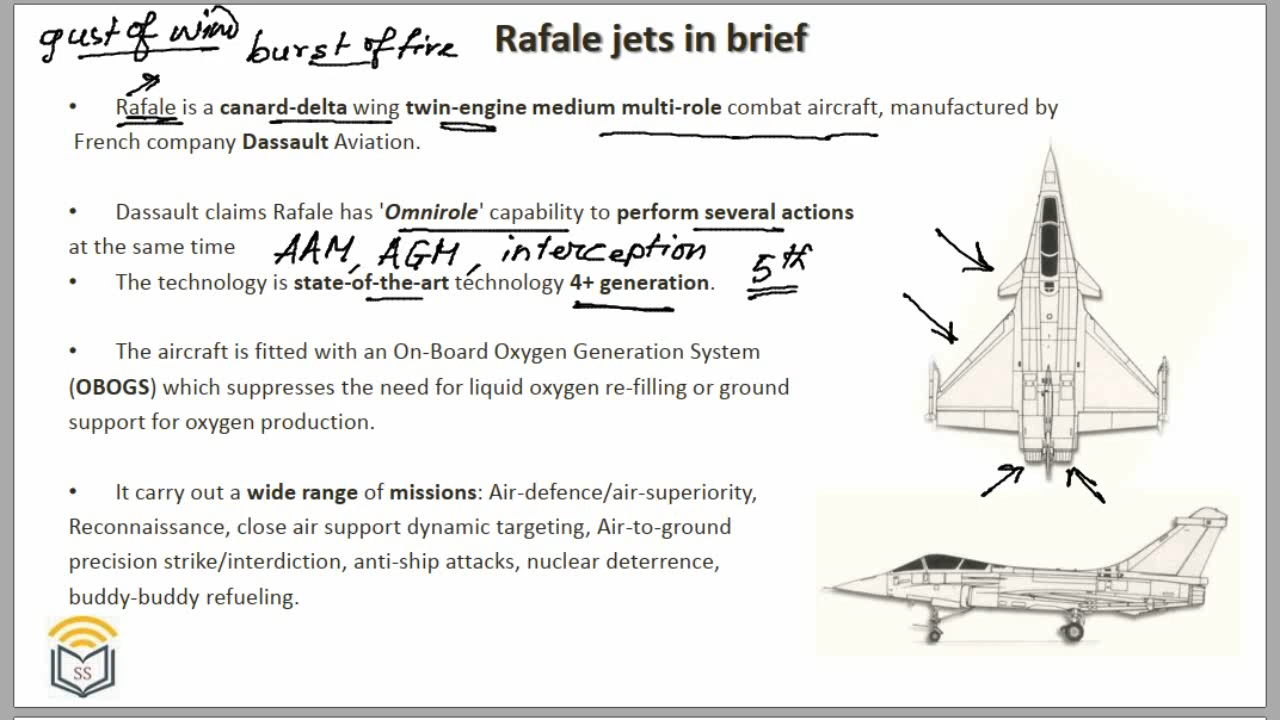 gust of wind burst of fire Rafale jets in brief
• Rafale is a canard-delta wing twin-engine medium multi-role combat aircraft, manufactured by
French company Dassault Aviation.
• Dassault claims Rafale has 'Omnirole' capability to perform several actions
at the same time AAM, AGM, interception
• The technology is state-of-the-art technology 4+ generation. 5th
• The aircraft is fitted with an On-Board Oxygen Generation System
(OBOGS) which suppresses the need for liquid oxygen re-filling or ground
support for oxygen production.
• It carry out a wide range of missions: Air-defence/air-superiority,
Reconnaissance, close air support dynamic targeting, Air-to-ground
precision strike/interdiction, anti-ship attacks, nuclear deterrence,
buddy-buddy refueling.
SS